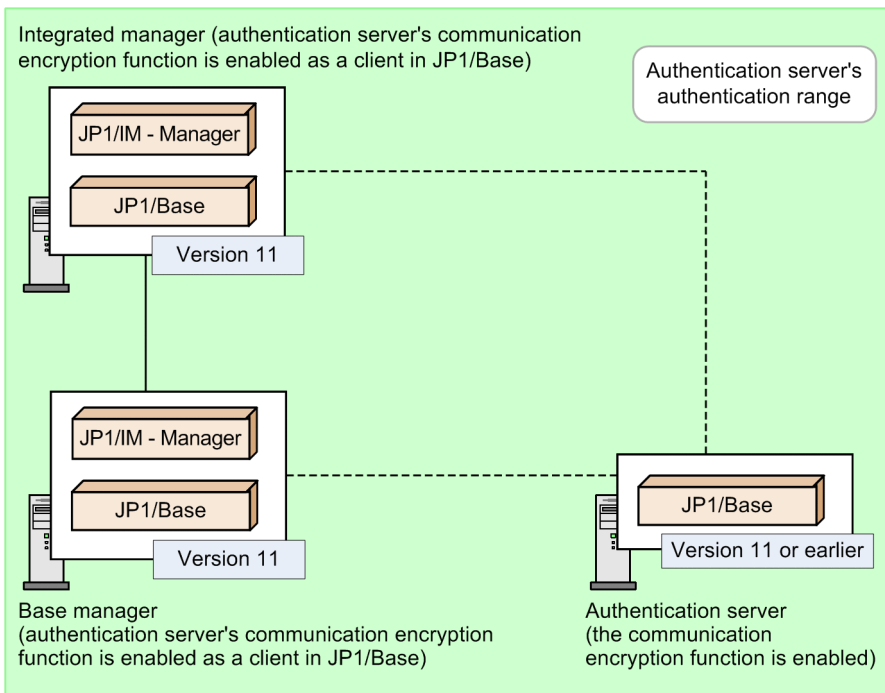 Integrated manager (authentication server's communication
encryption function is enabled as a client in JP1/Base)
Authentication server's
authentication range
JP1/IM - Manager
JP1/Base
Version 11
JP1/IM - Manager
JP1/Base
Version 11
JP1/Base
Version 11 or earlier
Base manager
(authentication server's communication encryption
function is enabled as a client in JP1/Base)
Authentication server
(the communication
encryption function is enabled)